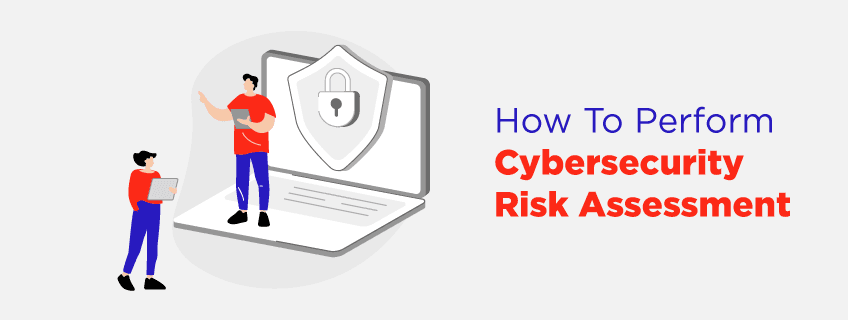 How To Perform
Cybersecurity
Risk Assessment